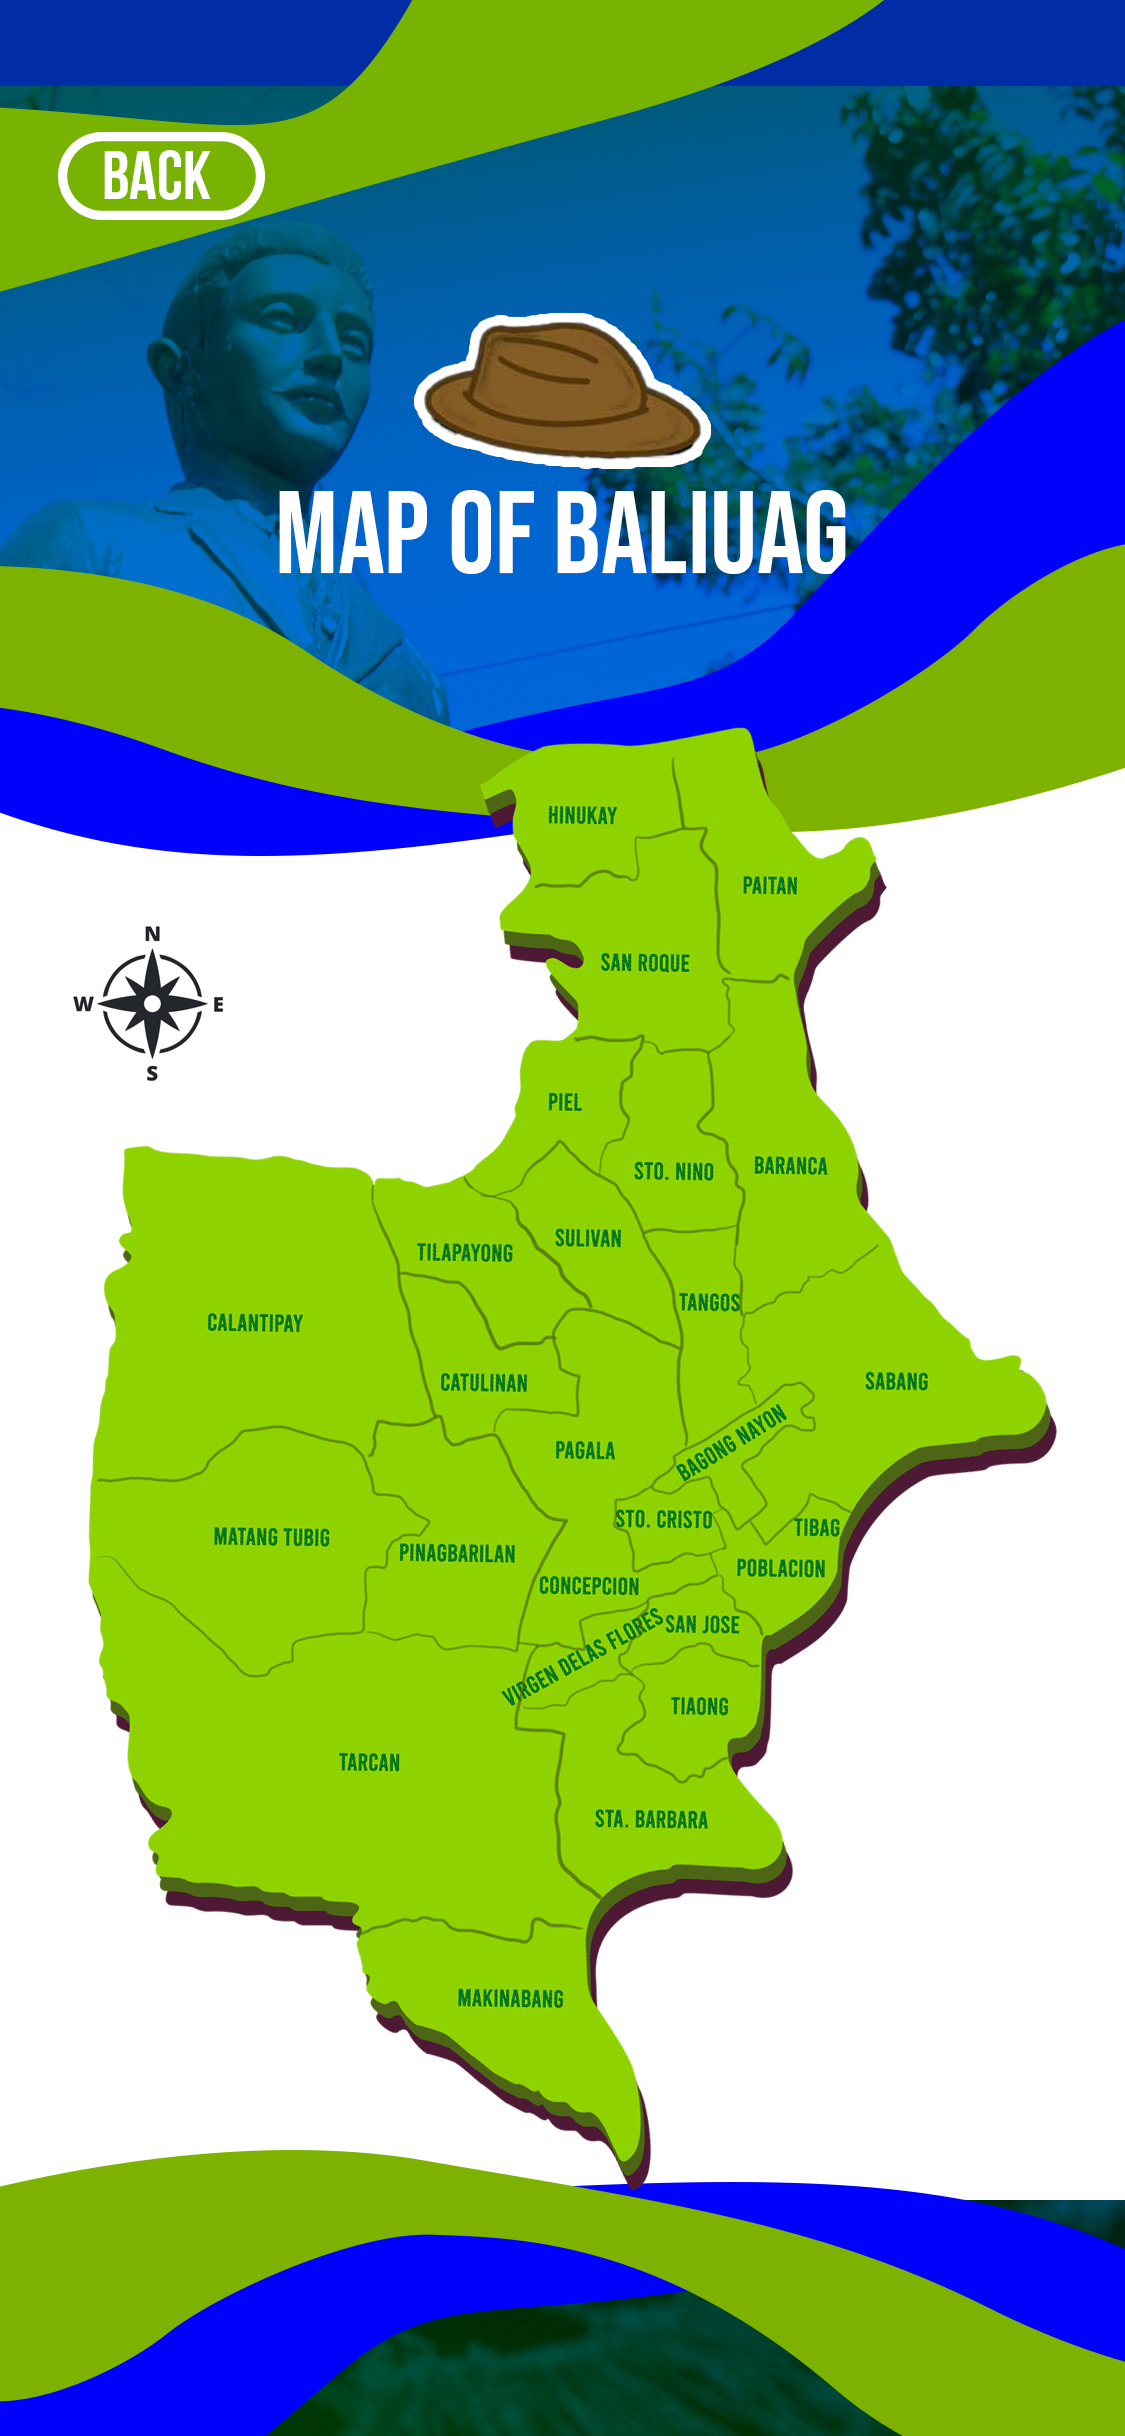 BACK
MAP OF BALIUAG
HINUKAY
PAITAN
N
SAN ROQUE
W
E
S
PIEL
BARANCA
STO. NINO
SULIVAN
TILAPAYONG
TANGOS
CALANTIPAY
SABANG
CATULINAN
BAGONG NAYON
PAGALA
STO. CRISTO
TIBAG
MATANG TUBIG
PINAGBARILAN
POBLACION
CONCEPCION
SAN JOSE
VIRGEN DELAS FLORES
TIAONG
TARCAN
STA. BARBARA
MAKINABANG